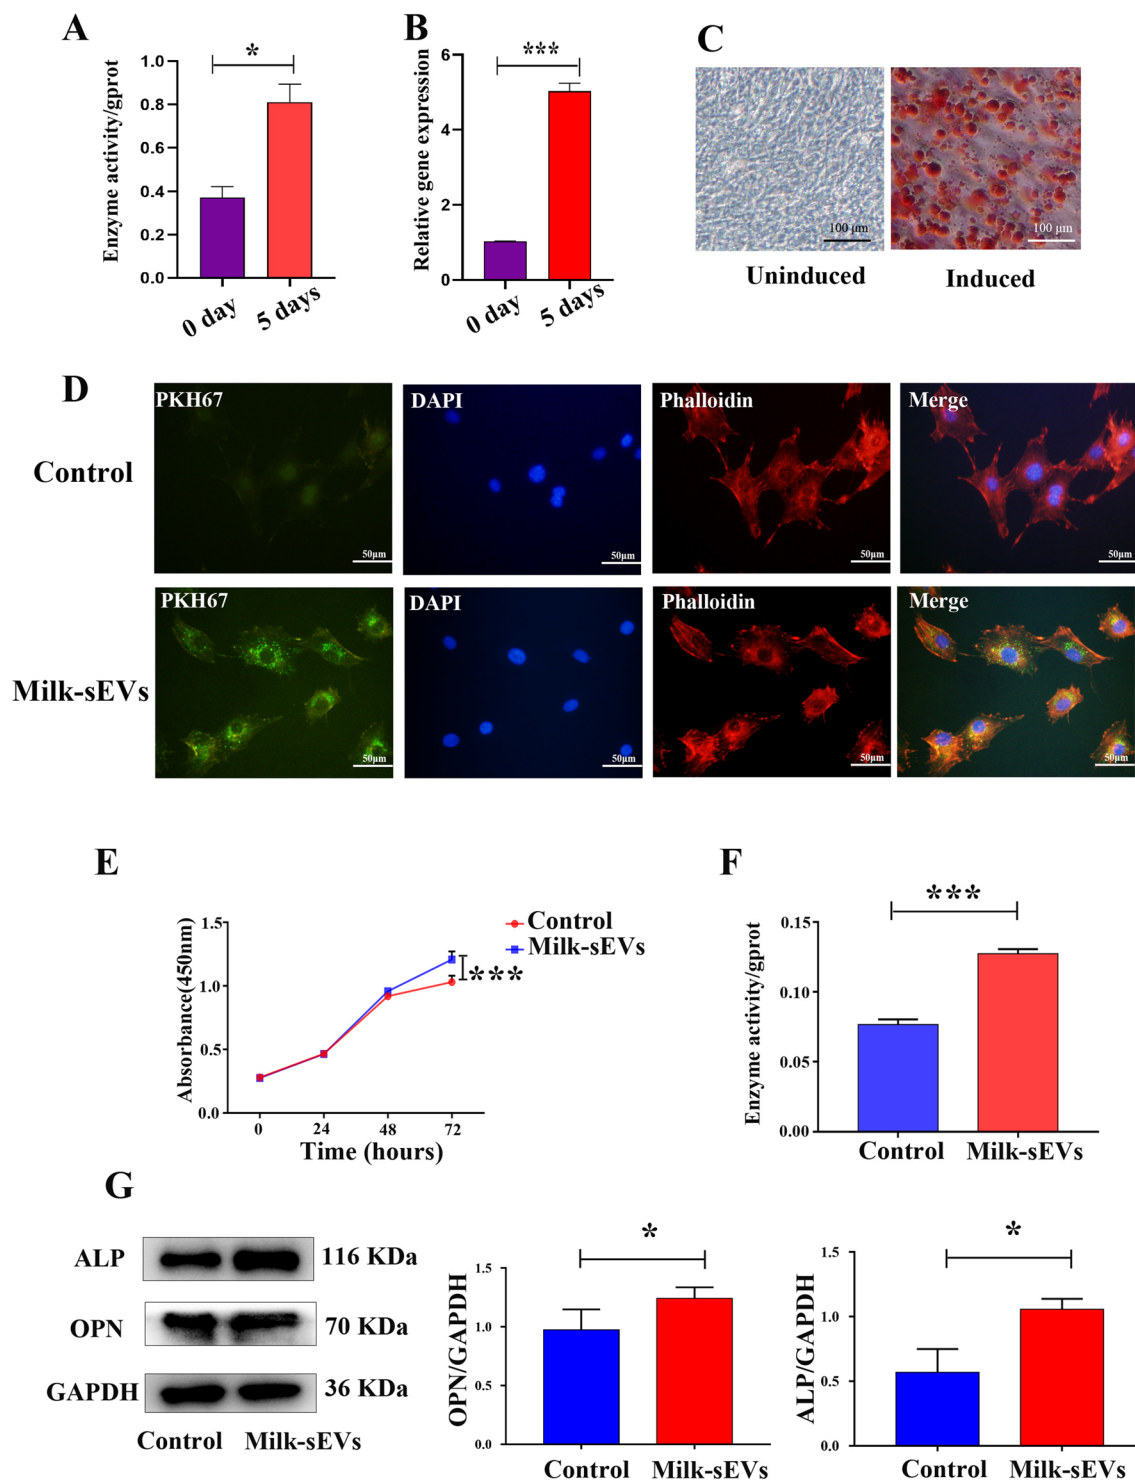 A
*
Enzyme activity/gprot
1.0
0.8
0.6
0.4
0.2
0.0
0 day
5 days
B
***
Relative gene expression
6
4
2
0
0 day
5 days
C
100 μm
100 μm
Uninduced
Induced
D
Control
PKH67
50μm
DAPI
50μm
Phalloidin
50μm
Merge
50μm
Milk-sEVs
PKH67
50μm
DAPI
50μm
Phalloidin
50μm
Merge
50μm
E
Absorbance(450nm)
1.5
1.0
0.5
0.0
0
24
48
72
Time (hours)
Control
Milk-sEVs
***
F
***
Enzyme activity/gprot
0.15
0.10
0.05
0.00
Control
Milk-sEVs
G
ALP
116 KDa
OPN
70 KDa
GAPDH
36 KDa
Control
Milk-sEVs
*
OPN/GAPDH
1.5
1.0
0.5
0.0
Control
Milk-sEVs
*
ALP/GAPDH
1.5
1.0
0.5
0.0
Control
Milk-sEVs